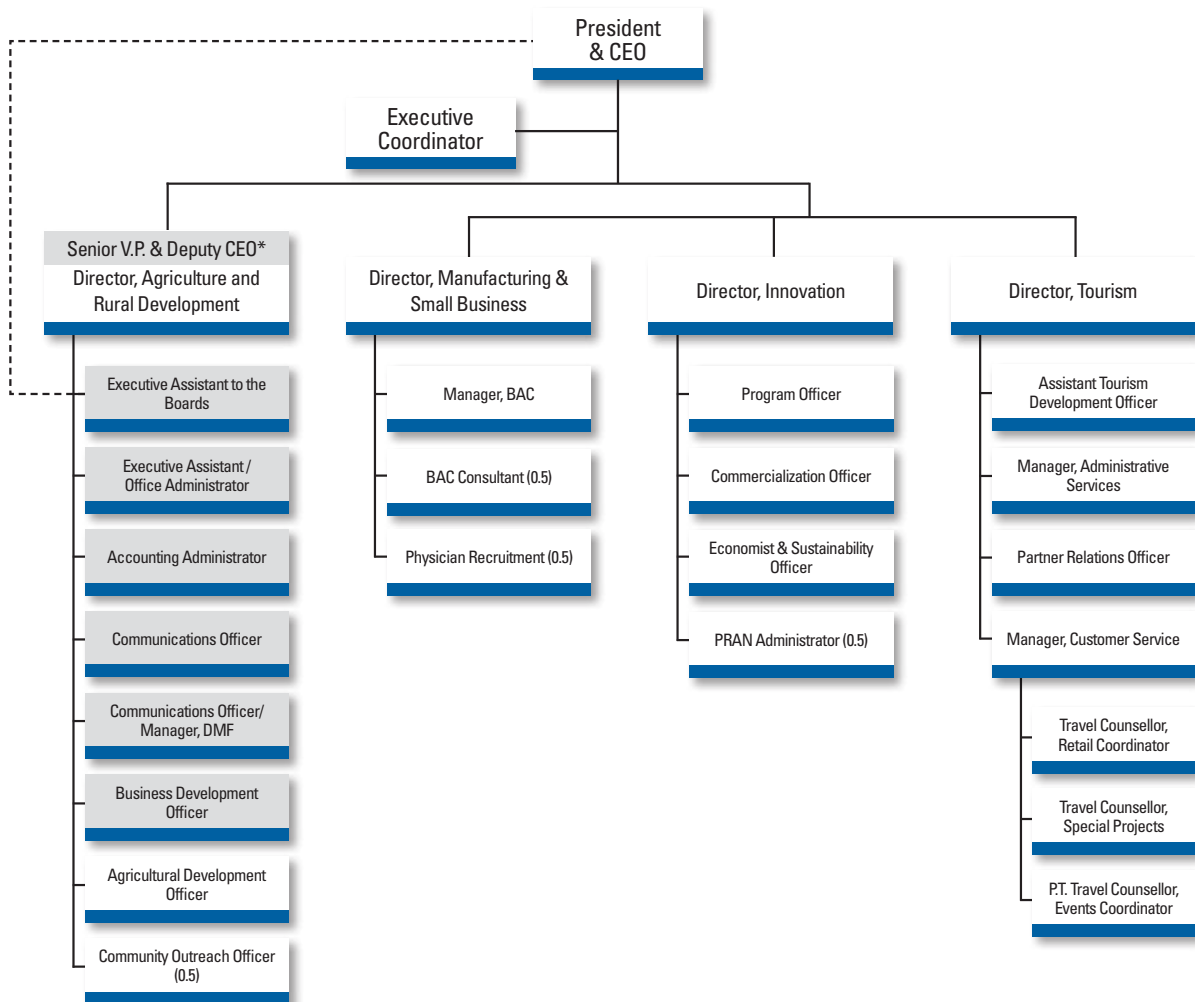 President
& CEO
Executive
Coordinator
Senior V.P. & Deputy CEO*
Director, Agriculture and
Rural Development
Executive Assistant to the
Boards
Executive Assistant /
Office Administrator
Accounting Administrator
Communications Officer
Communications Officer/
Manager, DMF
Business Development
Officer
Agricultural Development
Officer
Community Outreach Officer
(0.5)
Director, Manufacturing &
Small Business
Manager, BAC
BAC Consultant (0.5)
Physician Recruitment (0.5)
Director, Innovation
Program Officer
Commercialization Officer
Economist & Sustainability
Officer
PRAN Administrator (0.5)
Director, Tourism
Assistant Tourism
Development Officer
Manager, Administrative
Services
Partner Relations Officer
Manager, Customer Service
Travel Counsellor,
Retail Coordinator
Travel Counsellor,
Special Projects
P.T. Travel Counsellor,
Events Coordinator